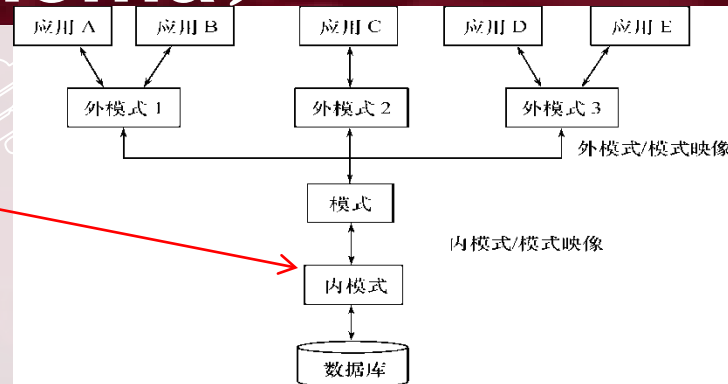 应用 A 应用 B 应用 C 应用 D 应用 E
外模式 1 外模式 2 外模式 3
外模式/模式映像
模式
内模式/模式映像
内模式
数据库